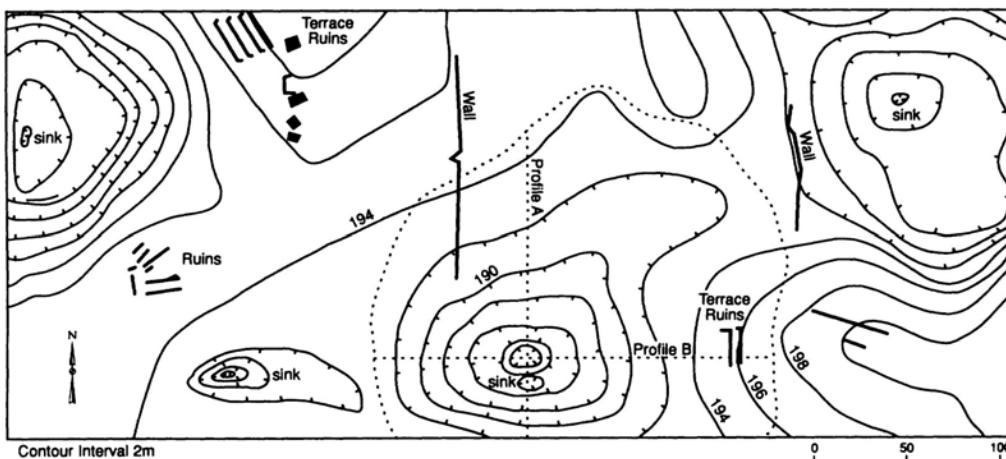 Terrace
Ruins
sink
Wall
Profile A
sink
Wall
194
Ruins
190
Terrace
Ruins
N
sink
sink
Profile B
198
196
194
Contour Interval 2m
0 50 100